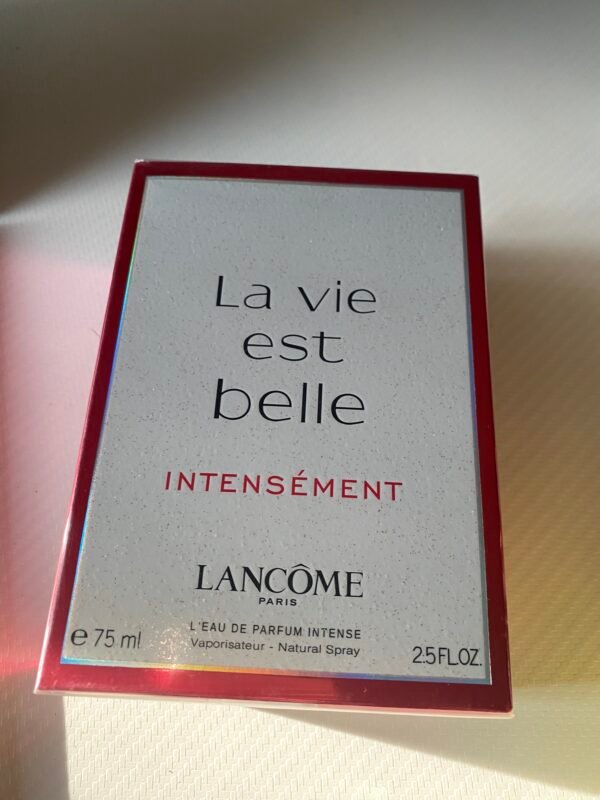 La vie
est
belle
INTENSÉMENT
LANCÔME
PARIS
L'EAU DE PARFUM INTENSE
Vaporisateur - Natural Spray
e 75 ml
2.5 FL.OZ.